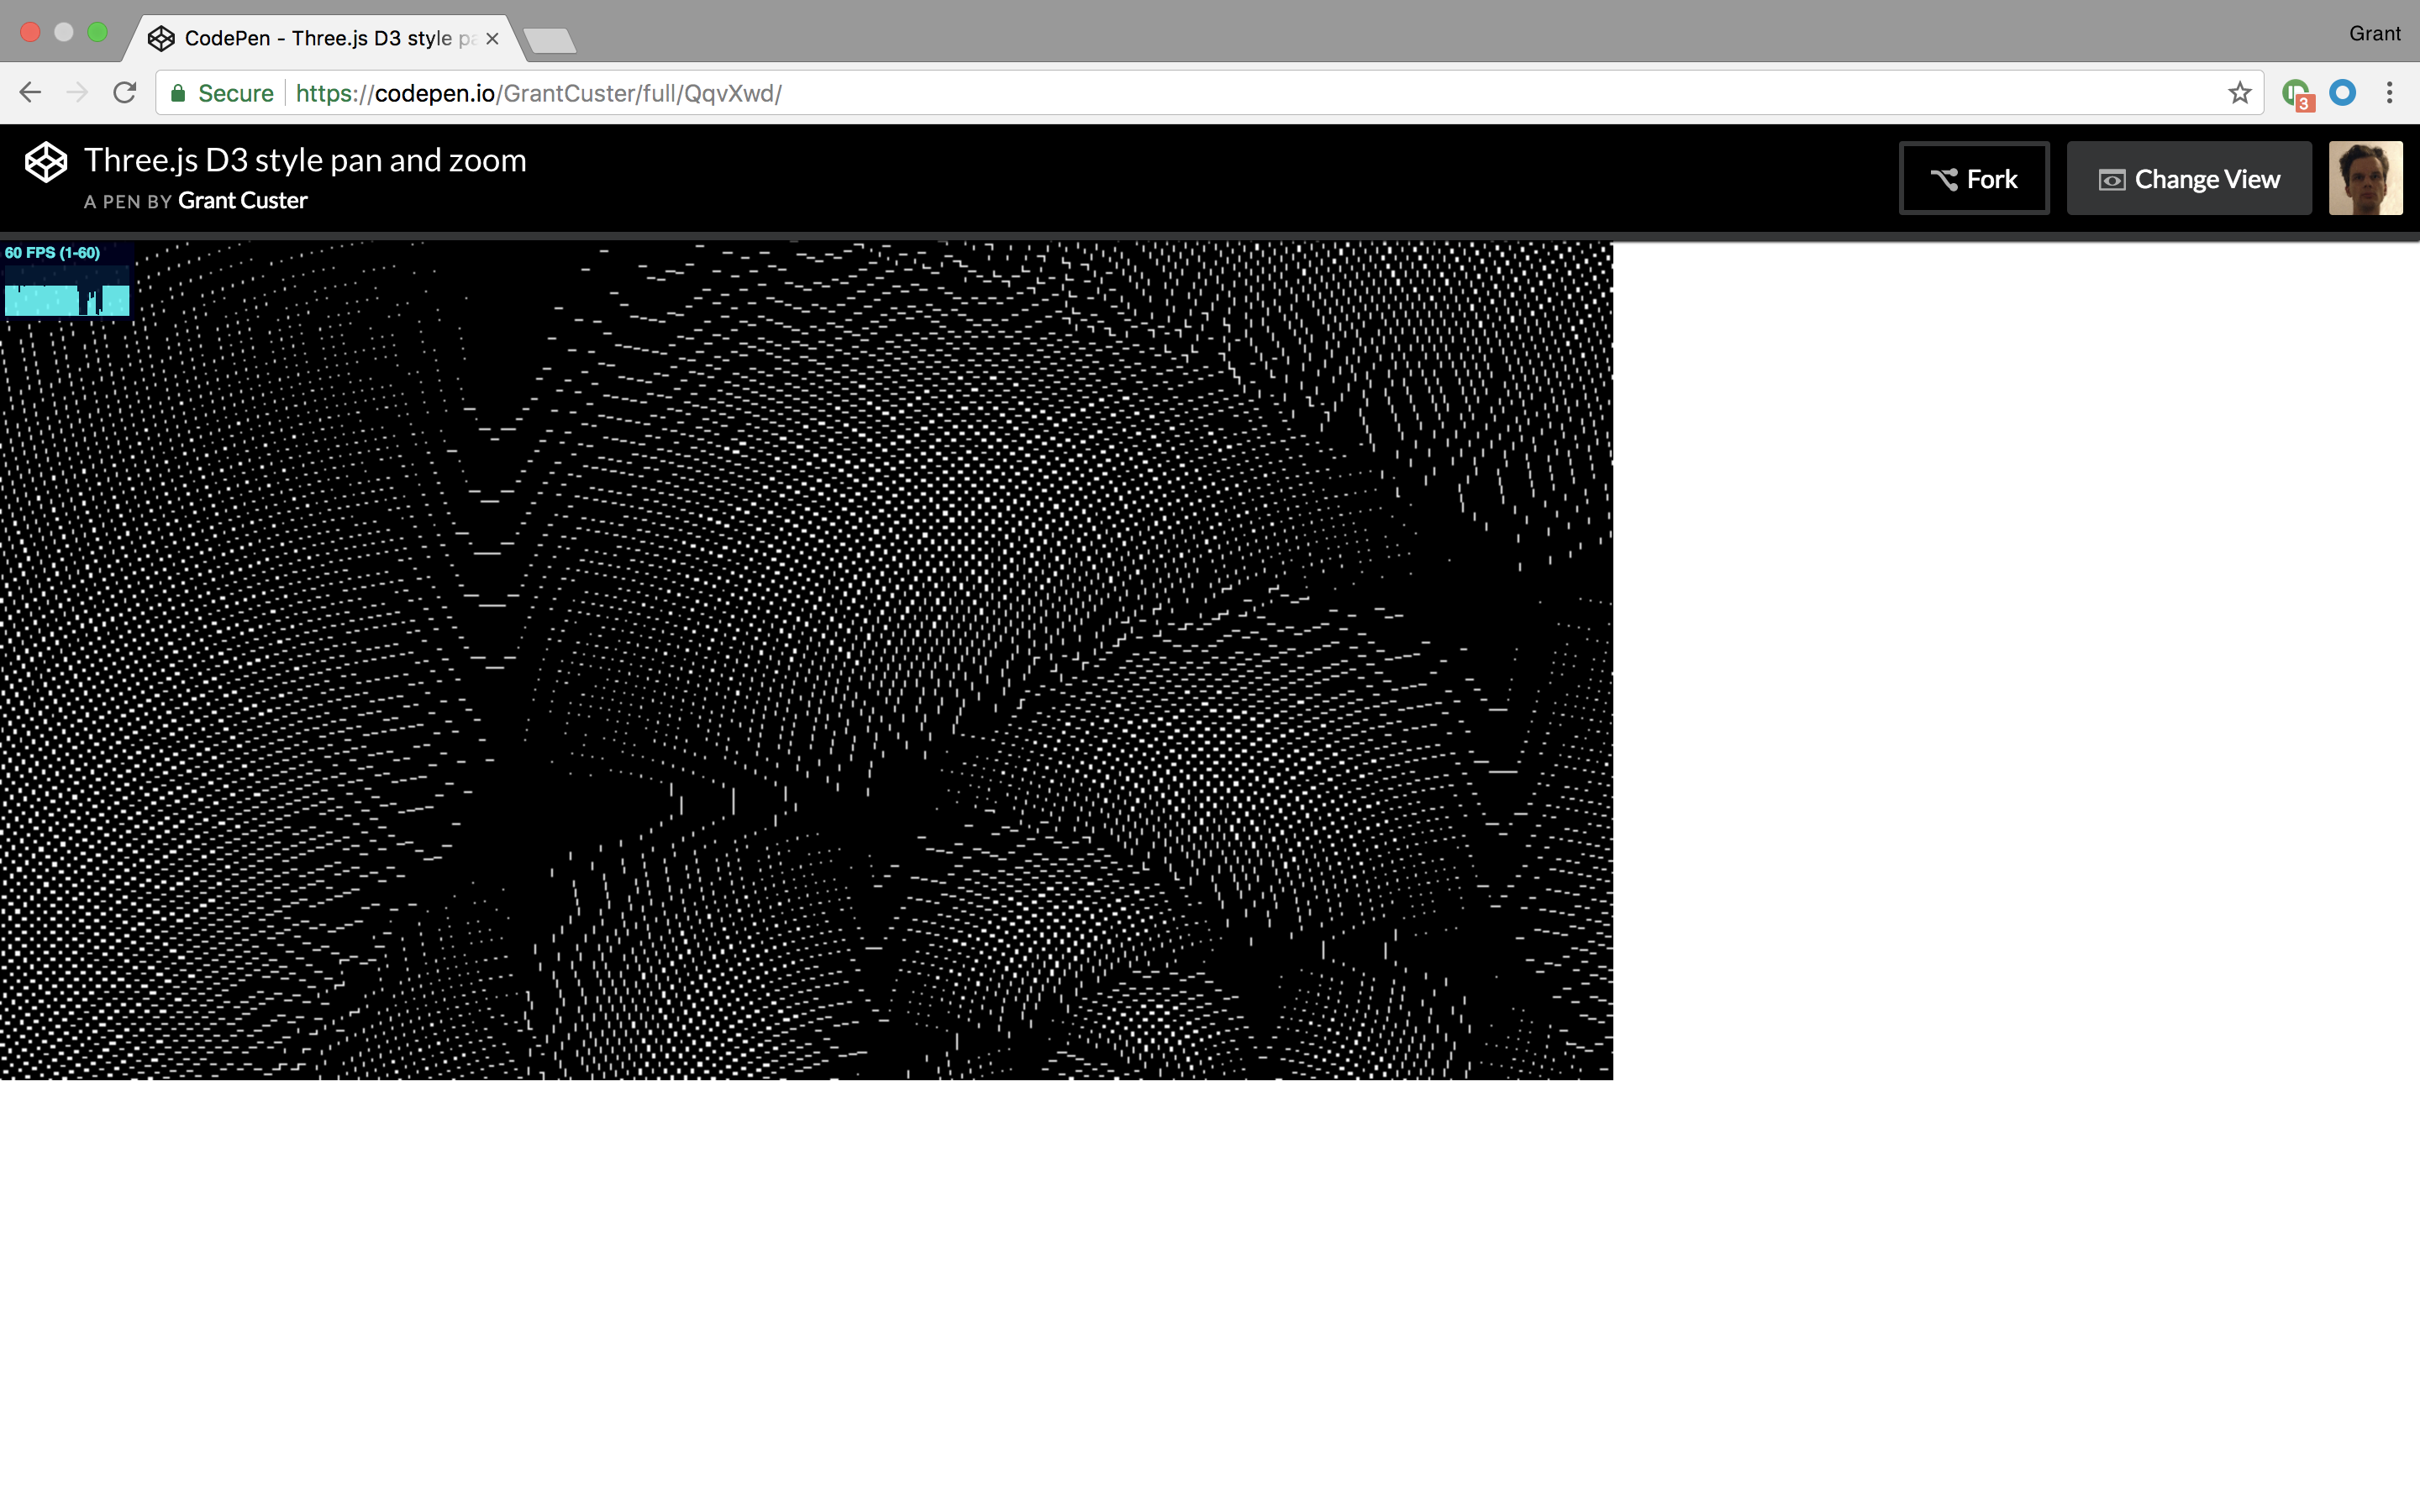 CodePen - Three.js D3 style pa
Grant
Secure https://codepen.io/GrantCuster/full/QqvXwd/
3
Three.js D3 style pan and zoom
A PEN BY Grant Custer
Fork
Change View
60 FPS (1-60)